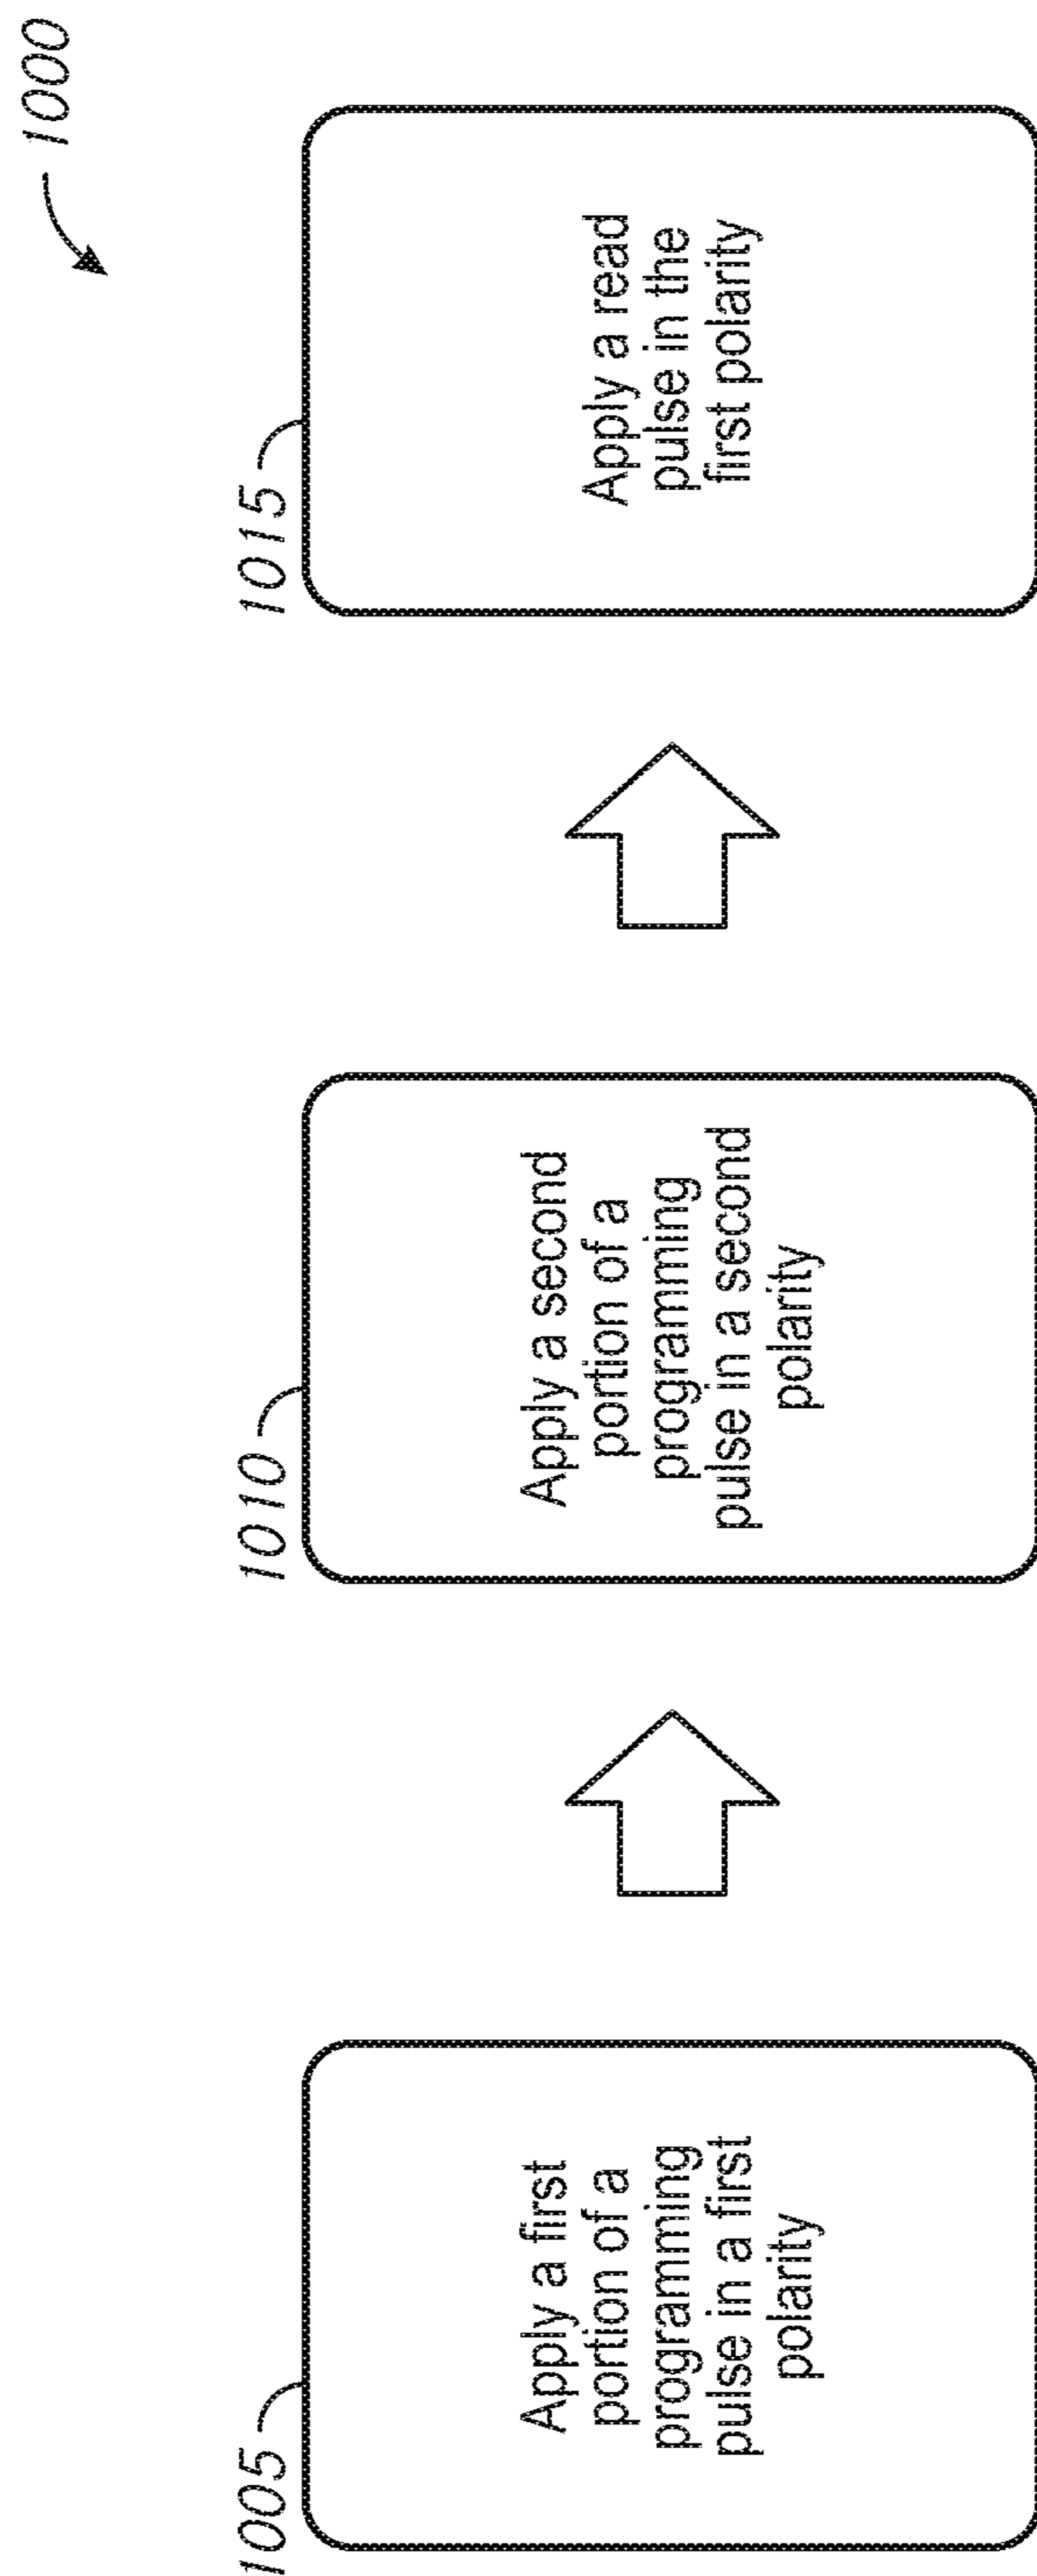 1000
1005
Apply a first
portion of a
programming
pulse in a first
polarity
1010
Apply a second
portion of a
programming
pulse in a second
polarity
1015
Apply a read
pulse in the
first polarity